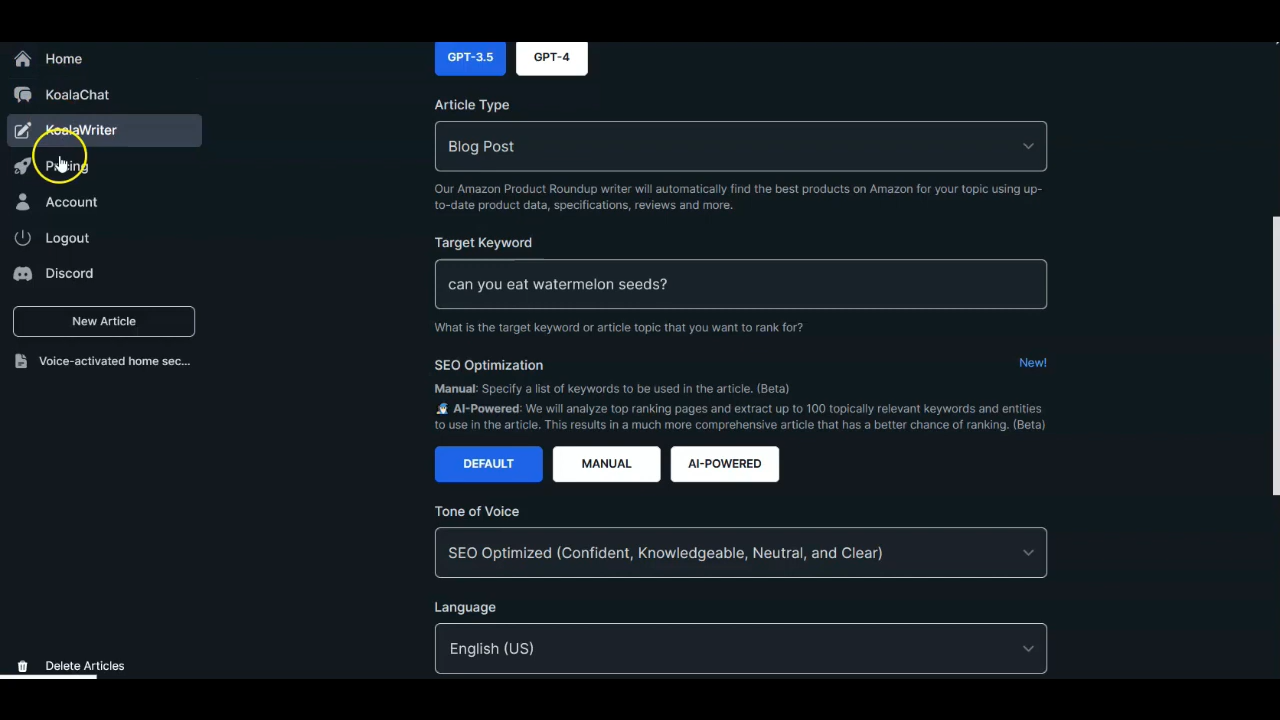 Home
KoalaChat
KoalaWriter
Pricing
Account
Logout
Discord
New Article
Voice-activated home sec...
Delete Articles
GPT-3.5
GPT-4
Article Type
Blog Post
Our Amazon Product Roundup writer will automatically find the best products on Amazon for your topic using up-
to-date product data, specifications, reviews and more.
Target Keyword
can you eat watermelon seeds?
What is the target keyword or article topic that you want to rank for?
SEO Optimization
New!
Manual: Specify a list of keywords to be used in the article. (Beta)
AI-Powered: We will analyze top ranking pages and extract up to 100 topically relevant keywords and entities
to use in the article. This results in a much more comprehensive article that has a better chance of ranking. (Beta)
DEFAULT
MANUAL
AI-POWERED
Tone of Voice
SEO Optimized (Confident, Knowledgeable, Neutral, and Clear)
Language
English (US)